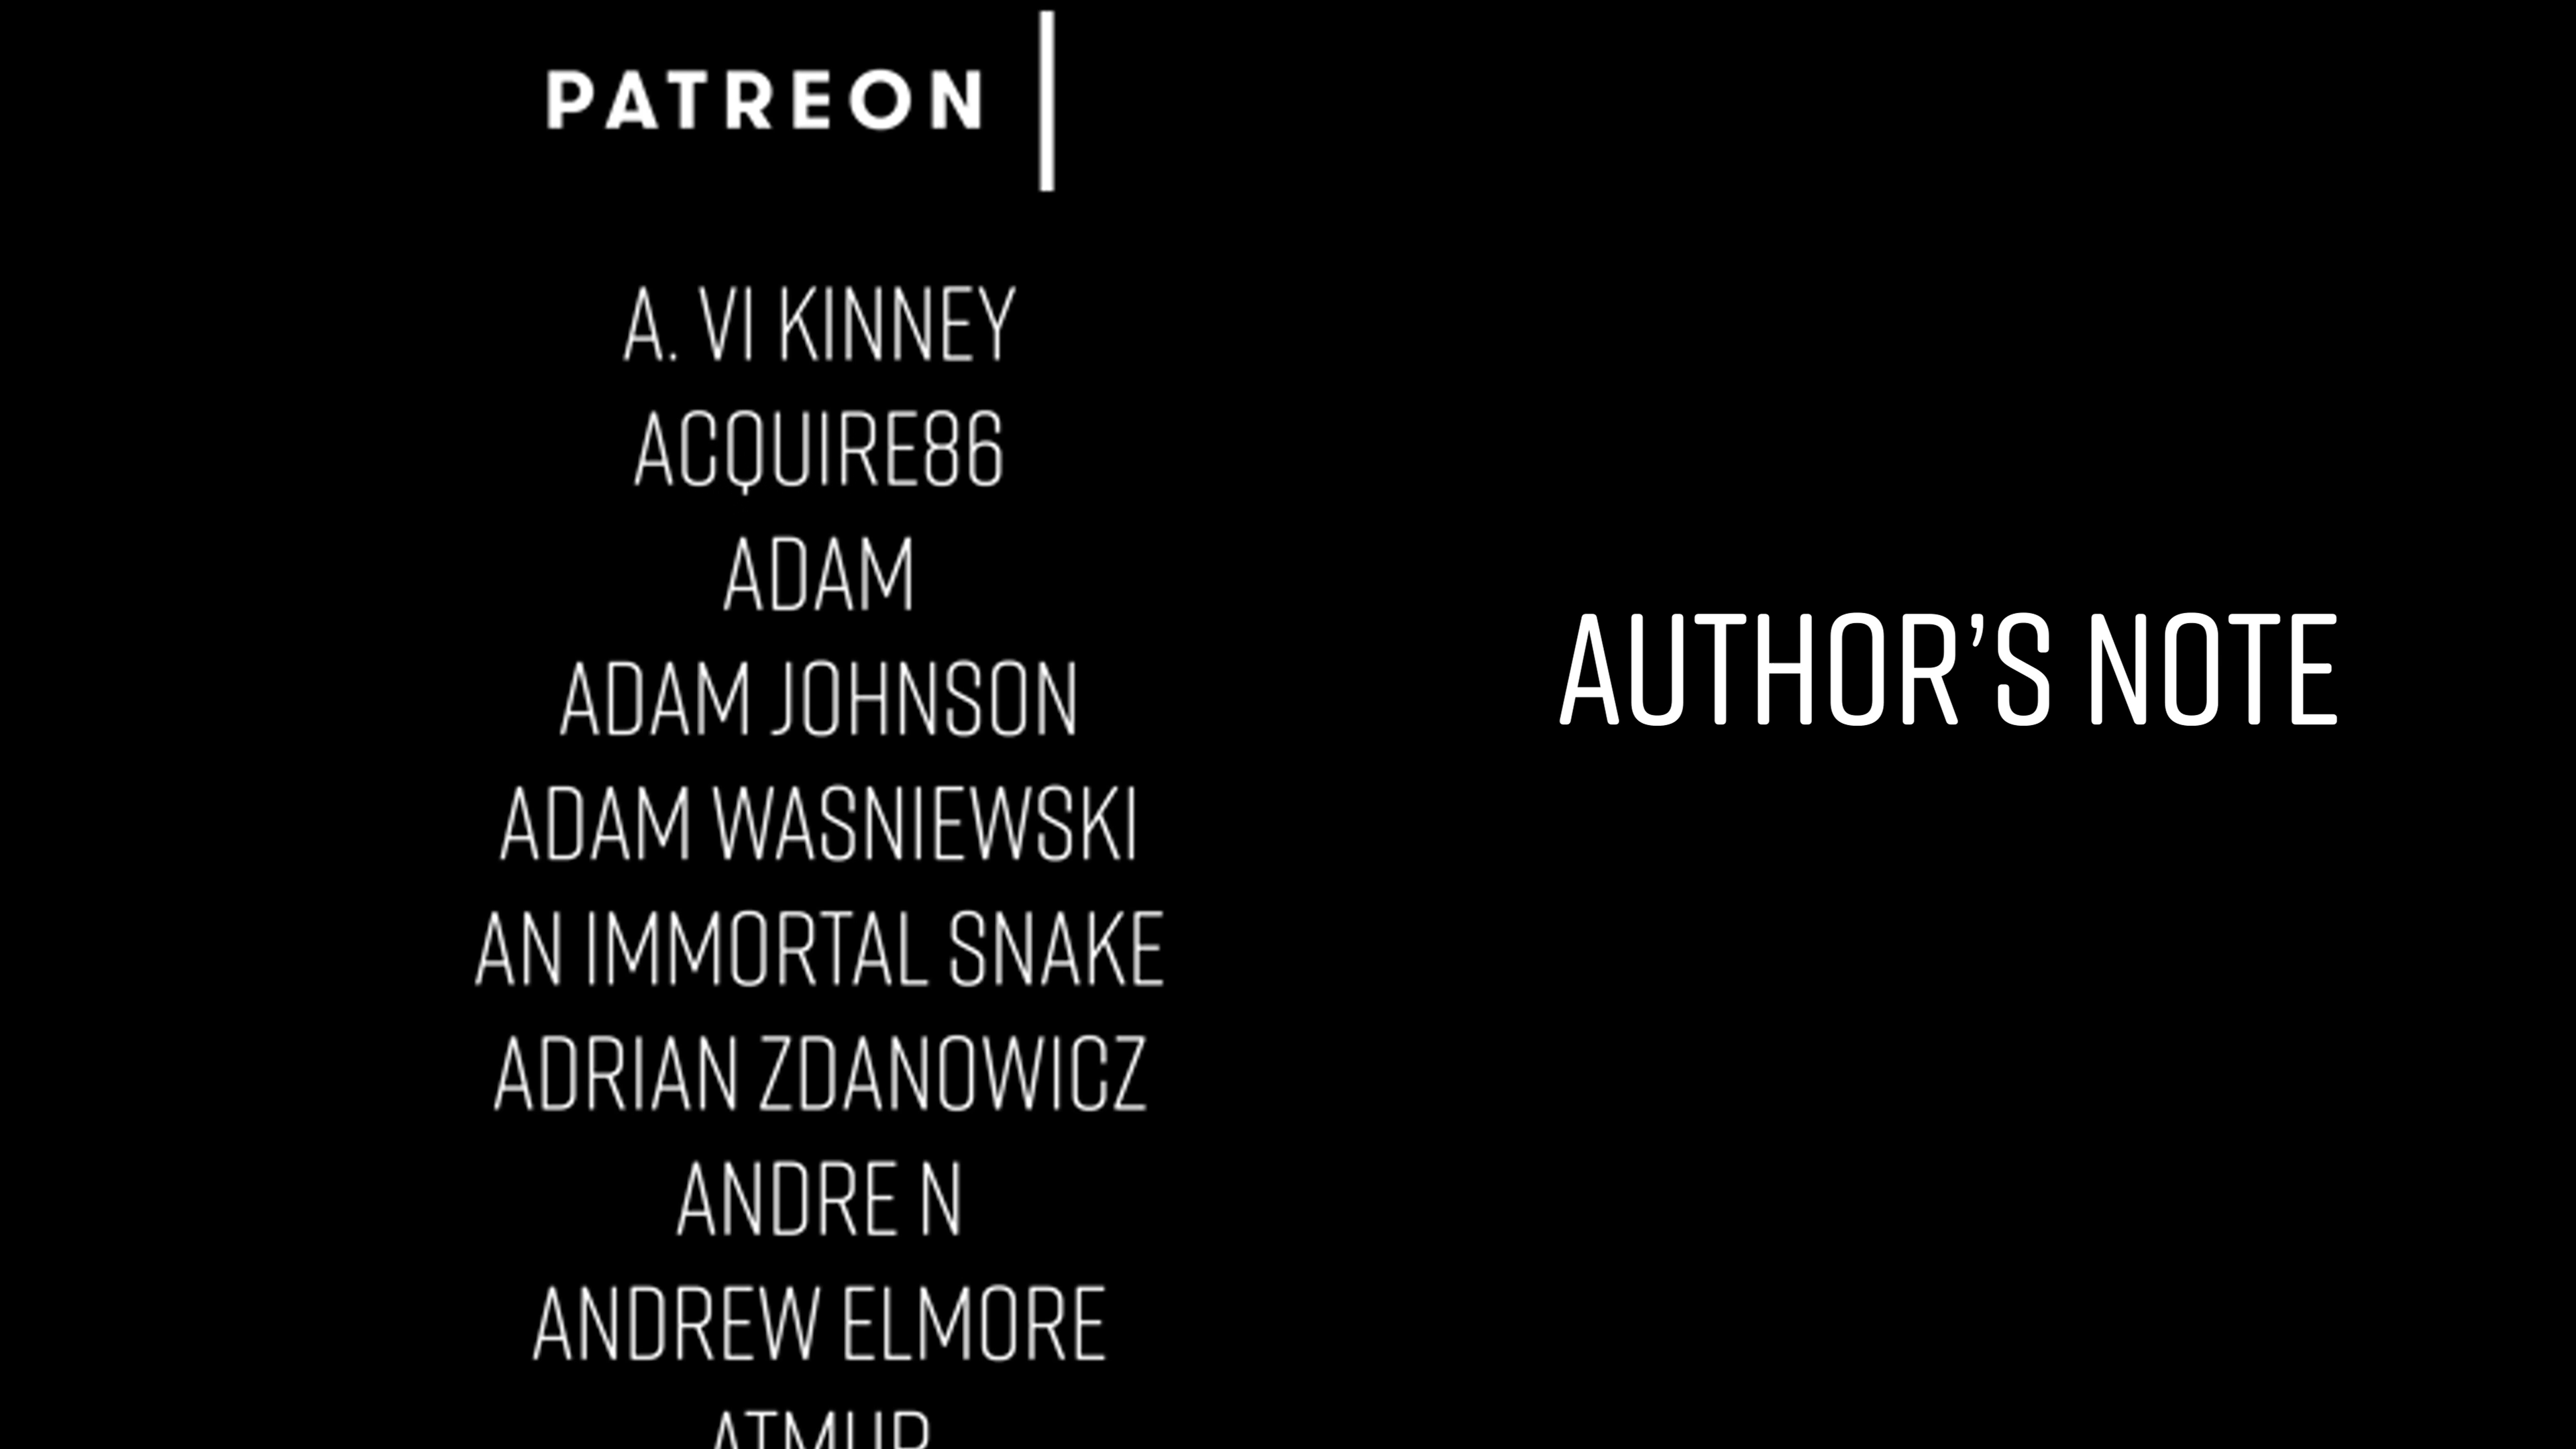 PATREON
A. VI KINNEY
ACQUIRE86
ADAM
ADAM JOHNSON
ADAM WASNIEWSKI
AN IMMORTAL SNAKE
ADRIAN ZDANOWICZ
ANDRE N
ANDREW ELMORE
AUTHOR’S NOTE